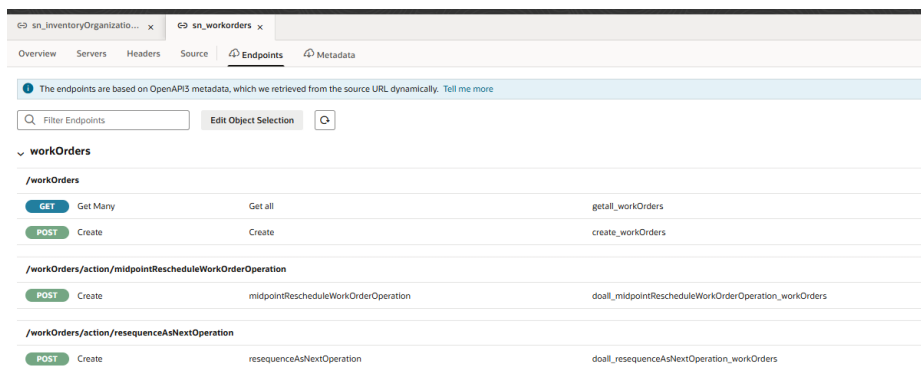 sn_inventoryOrganizatio... x sn_workorders x
Overview Servers Headers Source Endpoints Metadata
The endpoints are based on OpenAPI3 metadata, which we retrieved from the source URL dynamically. Tell me more
Filter Endpoints Edit Object Selection
workOrders
/workOrders
GET Get Many Get all getall_workOrders
POST Create Create create_workOrders
/workOrders/action/midpointRescheduleWorkOrderOperation
POST Create midpointRescheduleWorkOrderOperation doall_midpointRescheduleWorkOrderOperation_workOrders
/workOrders/action/resequenceAsNextOperation
POST Create resequenceAsNextOperation doall_resequenceAsNextOperation_workOrders